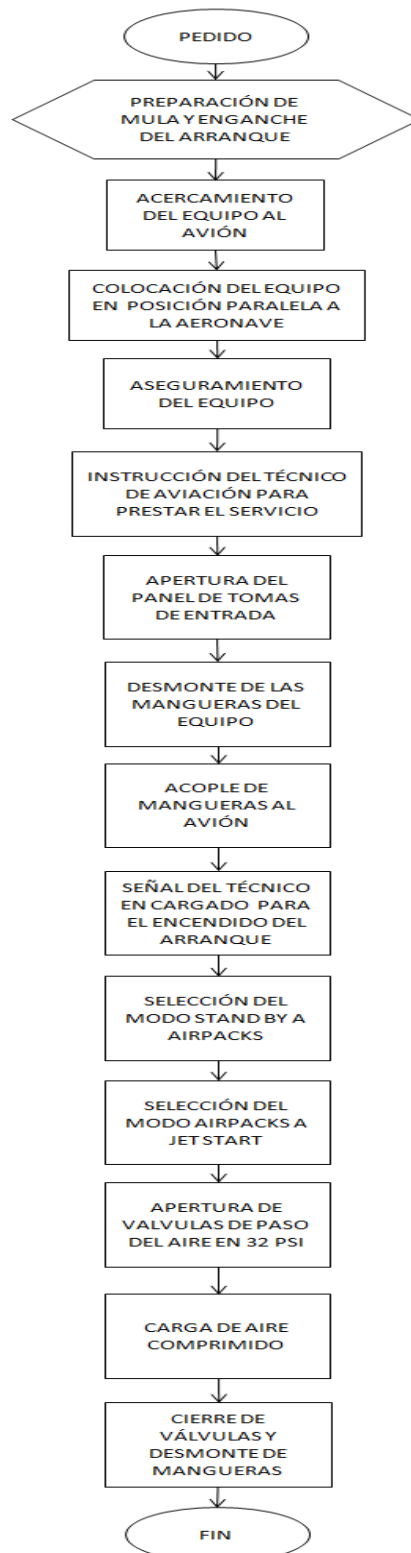 PEDIDO
PREPARACIÓN DE
MULA Y ENGANCHE
DEL ARRANQUE
ACERCAMIENTO
DEL EQUIPO AL
AVIÓN
COLOCACIÓN DEL EQUIPO
EN POSICIÓN PARALELA A
LA AERONAVE
ASEGURAMIENTO
DEL EQUIPO
INSTRUCCIÓN DEL TÉCNICO
DE AVIACIÓN PARA
PRESTAR EL SERVICIO
APERTURA DEL
PANEL DE TOMAS
DE ENTRADA
DESMONTE DE LAS
MANGUERAS DEL
EQUIPO
ACOPLE DE
MANGUERAS AL
AVIÓN
SEÑAL DEL TÉCNICO
EN CARGADO PARA
EL ENCENDIDO DEL
ARRANQUE
SELECCIÓN DEL
MODO STAND BY A
AIRPACKS
SELECCIÓN DEL
MODO AIRPACKS A
JET START
APERTURA DE
VALVULAS DE PASO
DEL AIRE EN 32 PSI
CARGA DE AIRE
COMPRIMIDO
CIERRE DE
VÁLVULAS Y
DESMONTE DE
MANGUERAS
FIN